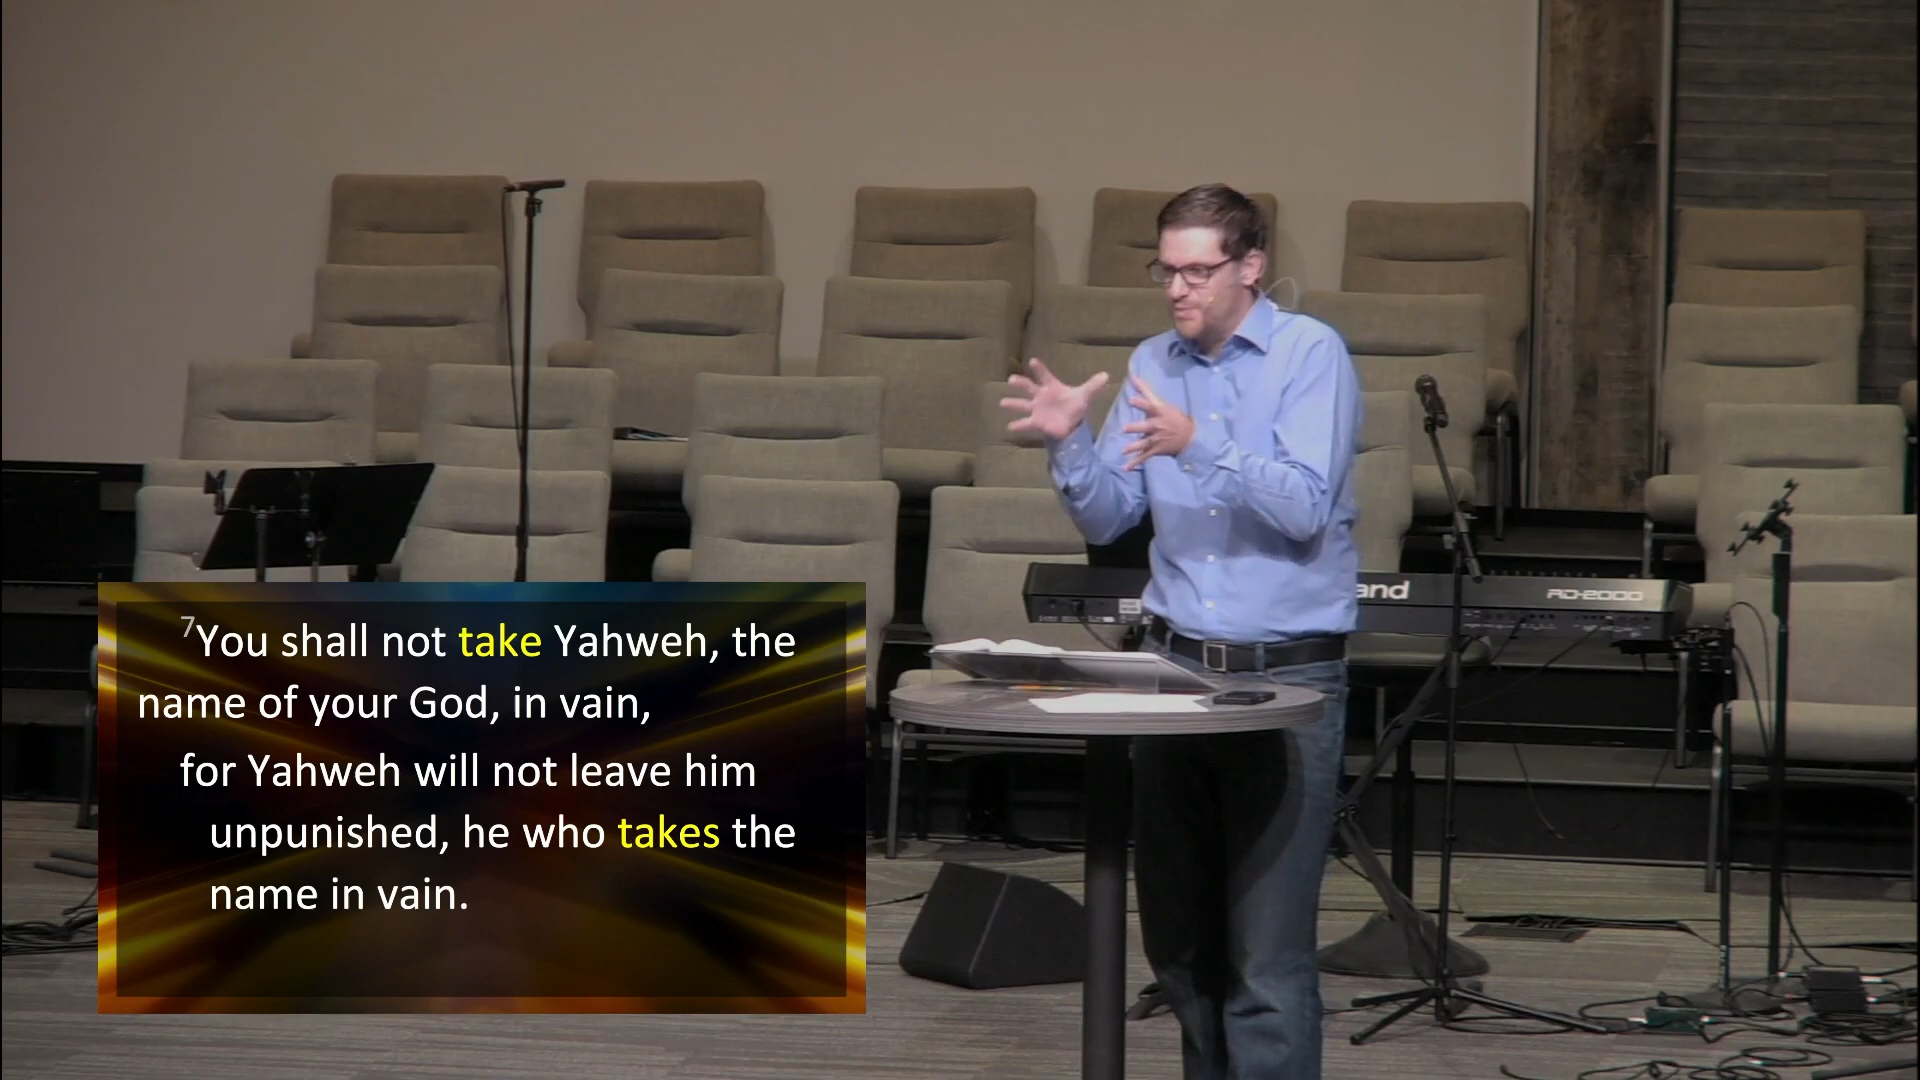 ⁷You shall not take Yahweh, the
name of your God, in vain,
for Yahweh will not leave him
unpunished, he who takes the
name in vain.
and RD-2000